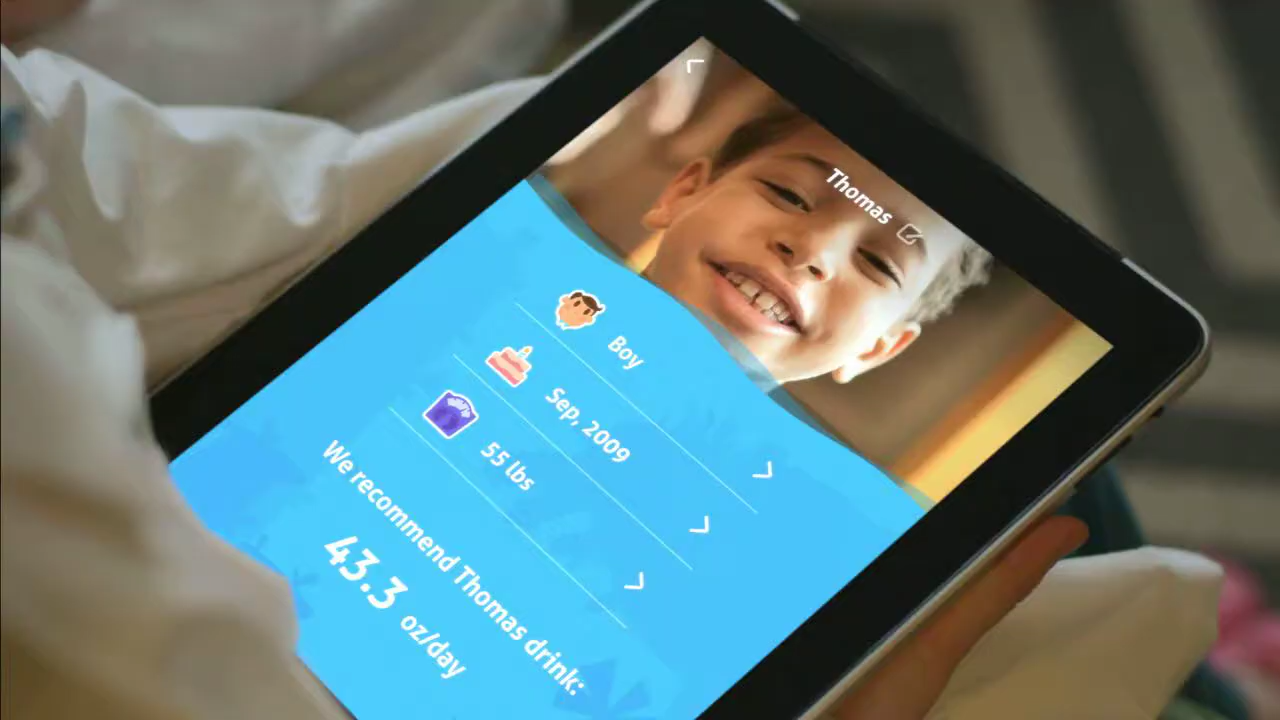 Thomas
Boy
Sep, 2009
55 lbs
We recommend Thomas drink:
43.3 oz/day